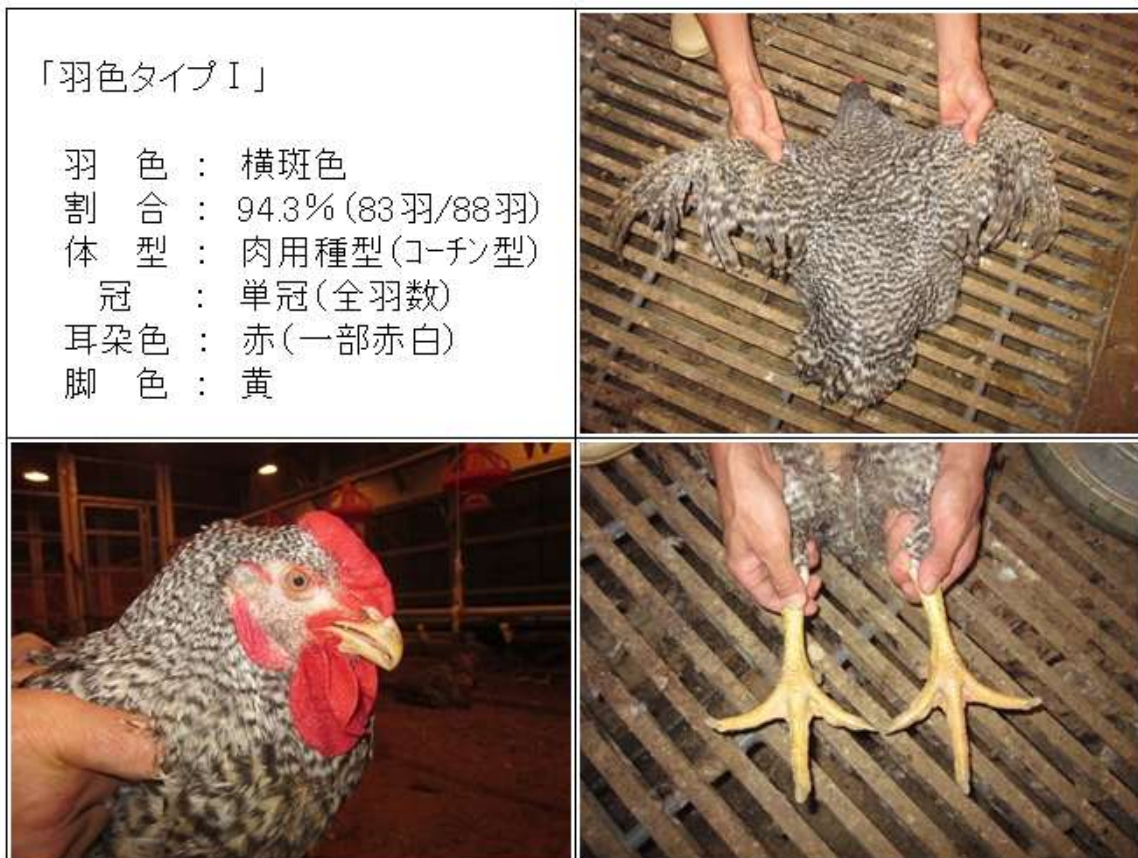 「羽色タイプⅠ」
羽 色 : 横斑色
割 合 : 94.3%(83羽/88羽)
体 型 : 肉用種型(コーチン型)
冠 : 単冠(全羽数)
耳朶色 : 赤(一部赤白)
脚 色 : 黄